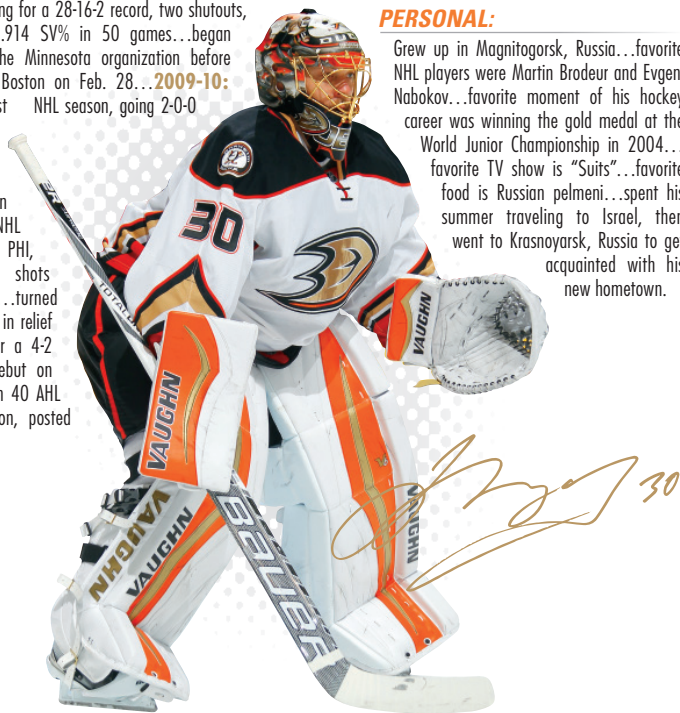 ng for a 28-16-2 record, two shutouts,
.914 SV% in 50 games…began
he Minnesota organization before
Boston on Feb. 28…2009-10:
st NHL season, going 2-0-0
n
NHL
PHI,
shots
…turned
in relief
r a 4-2
ebut on
n 40 AHL
on, posted
PERSONAL:
Grew up in Magnitogorsk, Russia…favorite
NHL players were Martin Brodeur and Evgen
Nabokov…favorite moment of his hockey
career was winning the gold medal at the
World Junior Championship in 2004…
favorite TV show is “Suits”…favorite
food is Russian pelmeni…spent his
summer traveling to Israel, then
went to Krasnoyarsk, Russia to ge
acquainted with his
new hometown.
30
TOTAL
VAUGHN
VAUGHN
VAUGHN
VAUGHN
VAUGHN
BAUER
30